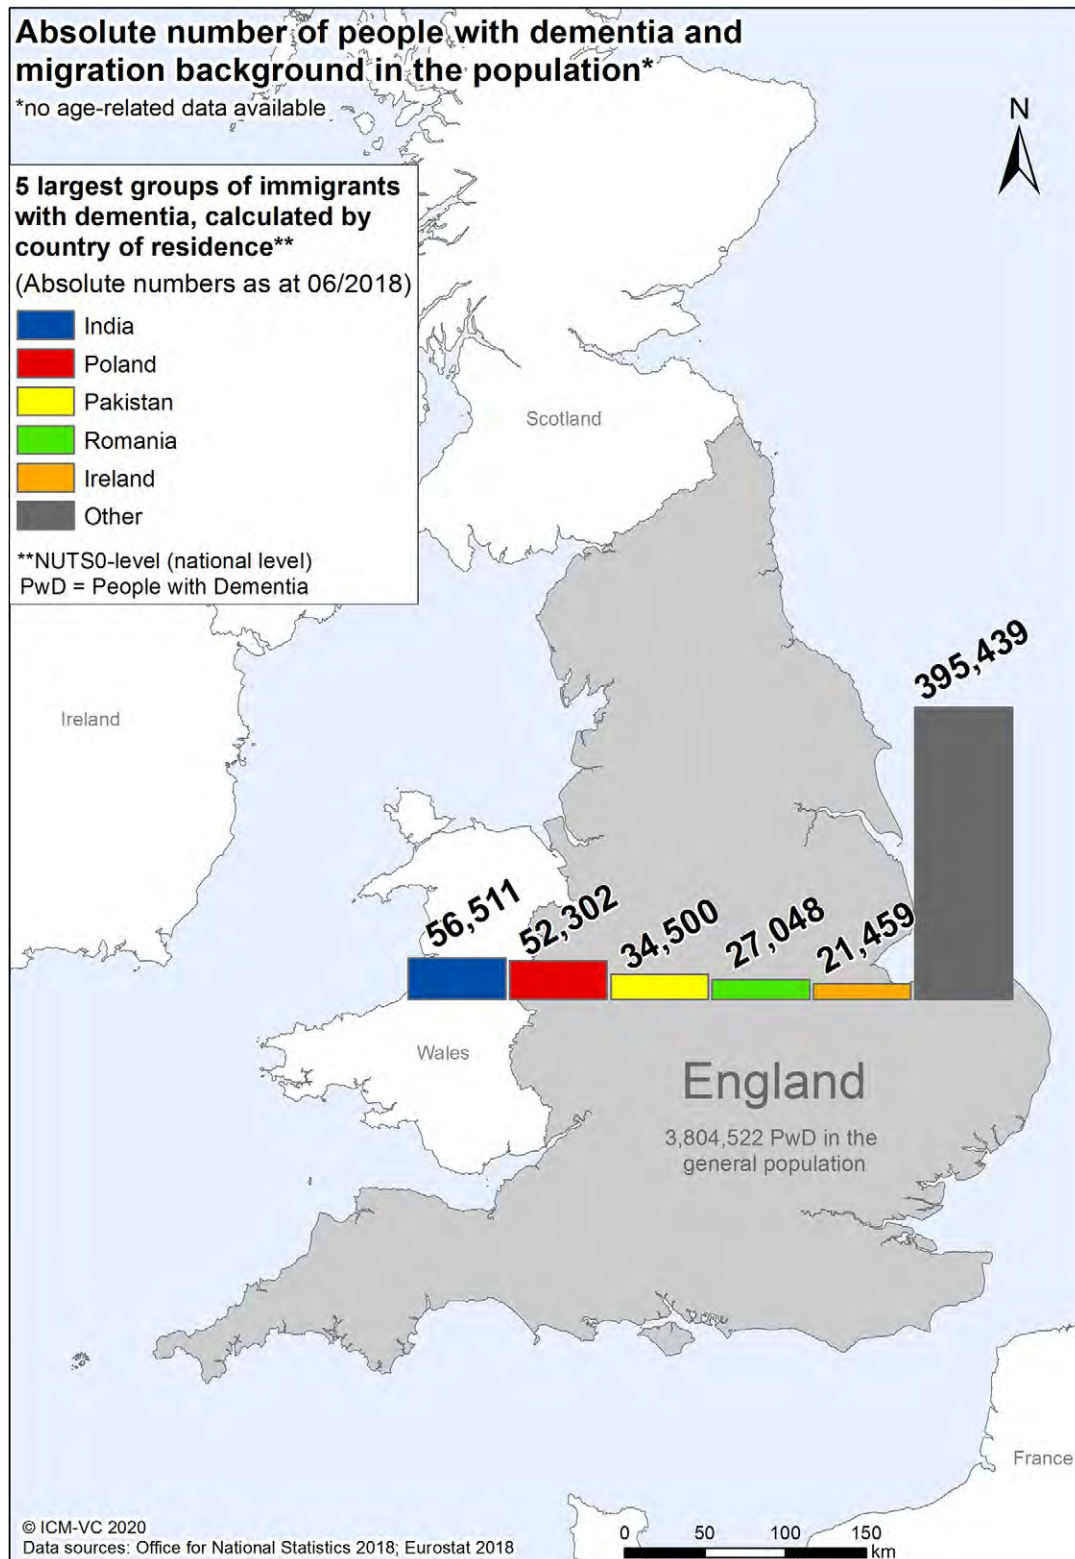 Absolute number of people with dementia and
migration background in the population*
*no age-related data available
N
5 largest groups of immigrants
with dementia, calculated by
country of residence**
(Absolute numbers as at 06/2018)
India
Poland
Pakistan
Romania
Ireland
Other
**NUTS0-level (national level)
PwD = People with Dementia
Scotland
Ireland
395,439
56,511
52,302
34,500
27,048
21,459
Wales
England
3,804,522 PwD in the
general population
France
© ICM-VC 2020
Data sources: Office for National Statistics 2018; Eurostat 2018
0 50 100 150
km